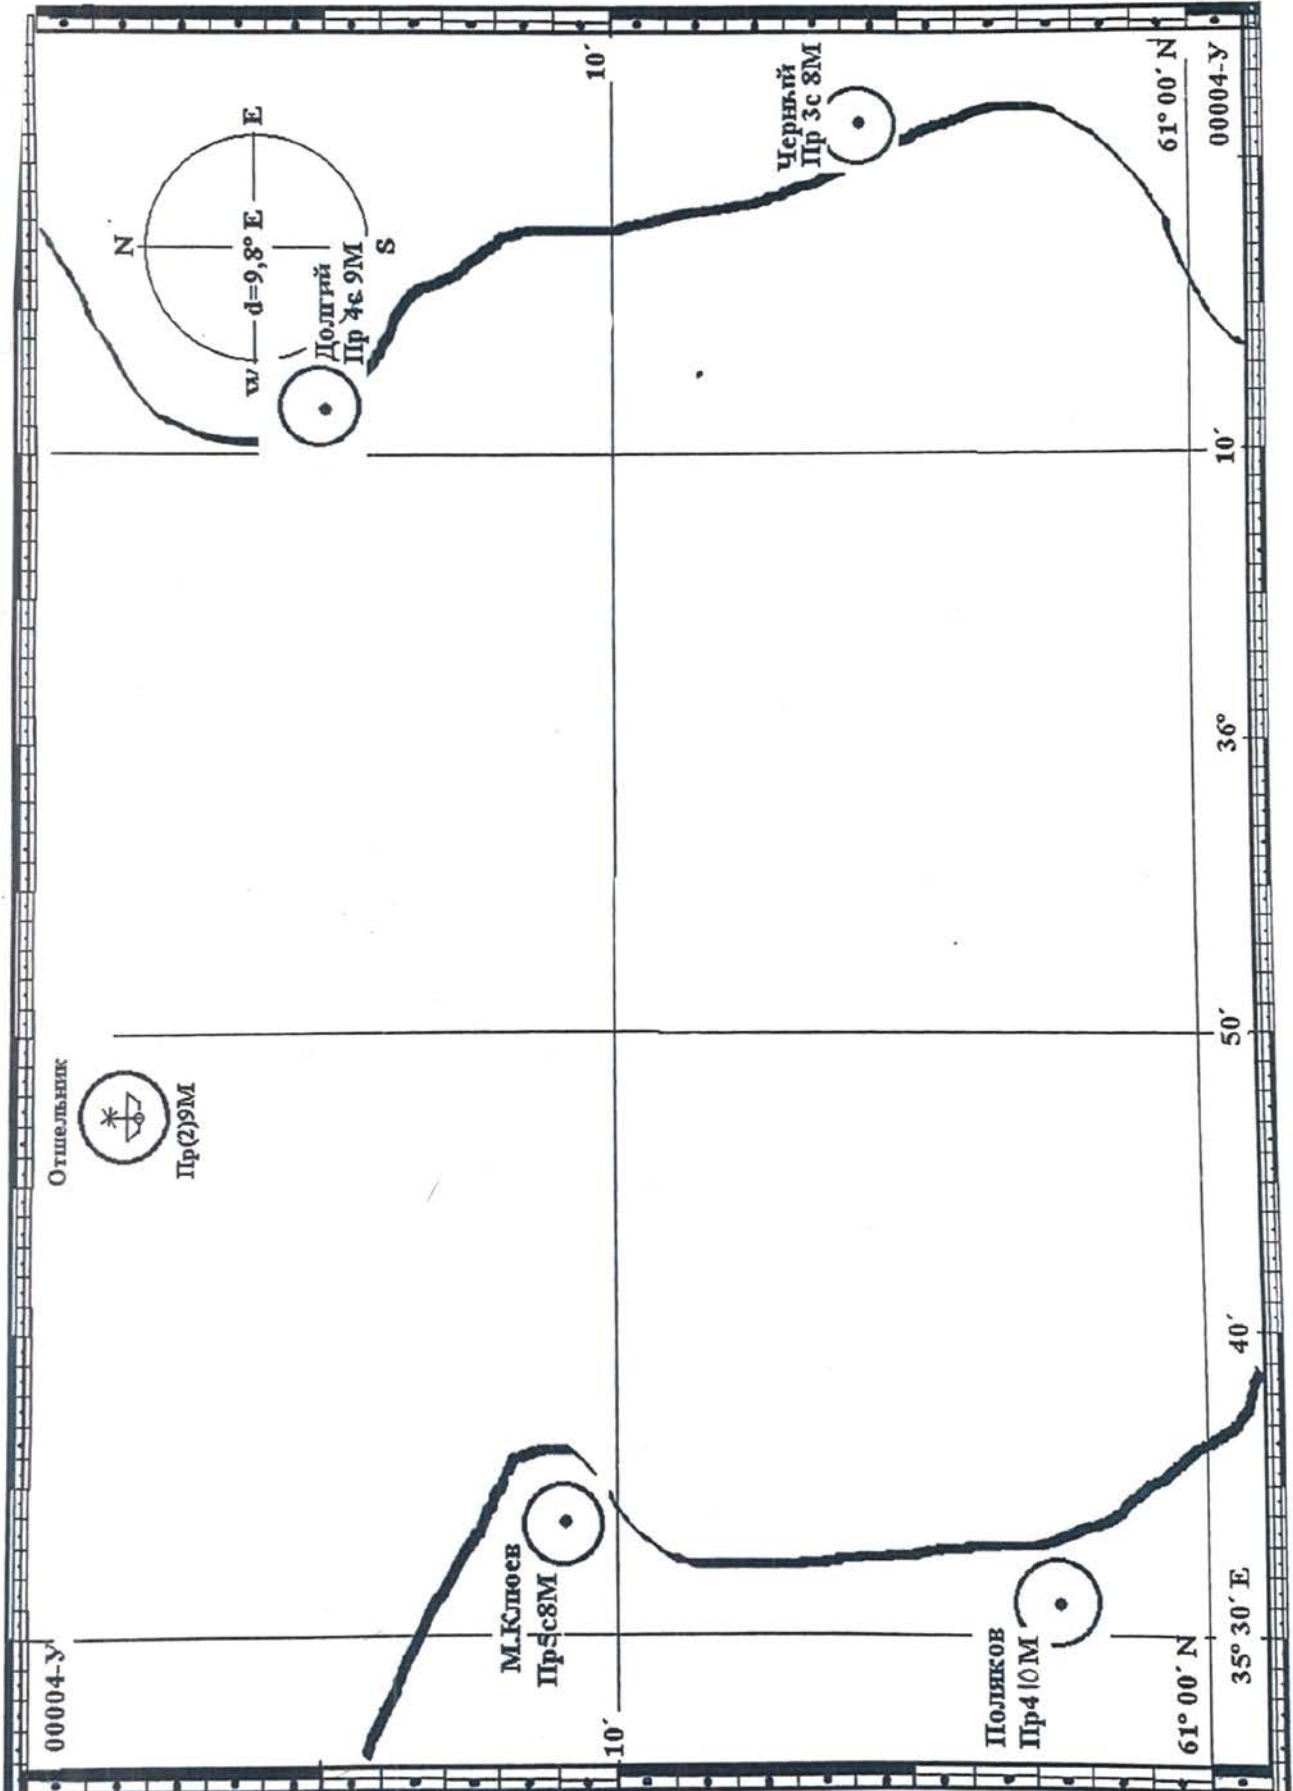 00004-У
Отшельник
Пр(2)9М
N
W
d=9,8° E
E
S
Долгий
Пр 4с 9М
М.Клюев
Пр5с8М
10´
10´
Черный
Пр 3с 8М
Поляков
Пр4 10М
61° 00´ N
61° 00´ N
35° 30´ E
40´
50´
36°
10´
00004-У